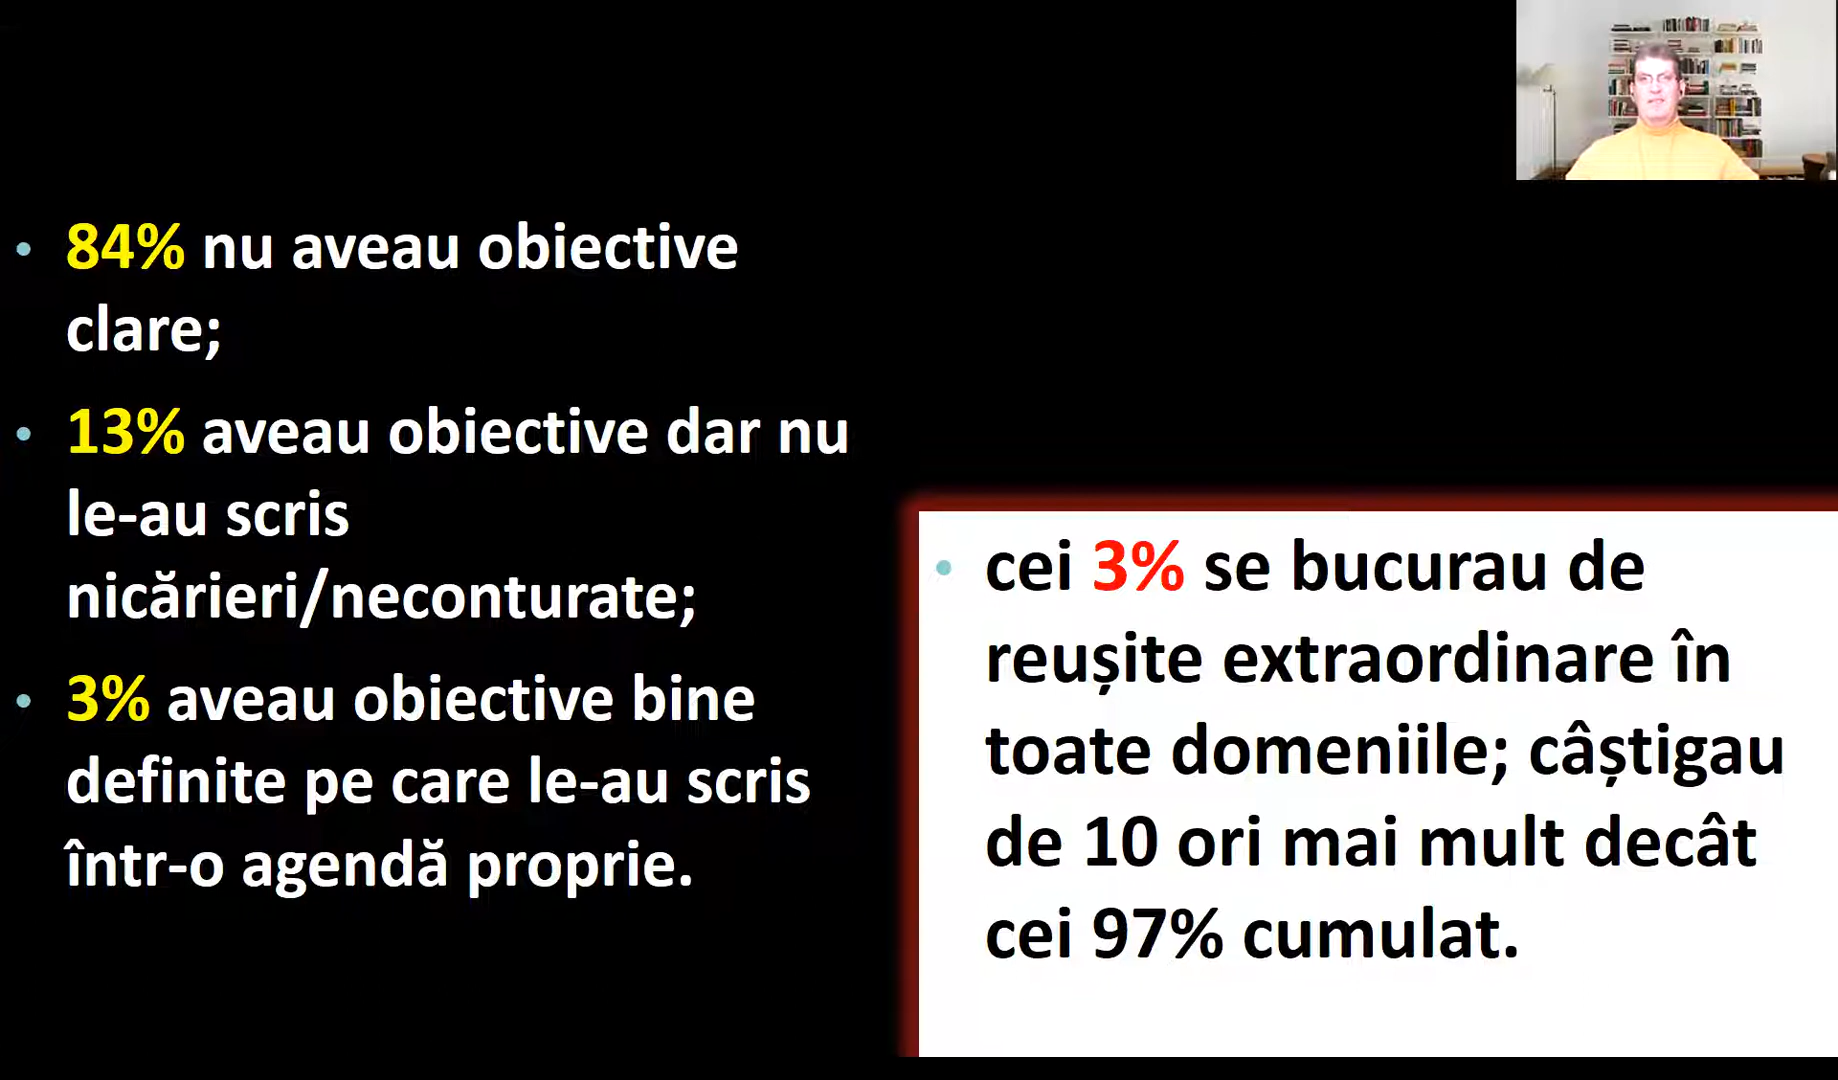 84% nu aveau obiective
clare;
13% aveau obiective dar nu
le-au scris
nicărieri/neconturate;
3% aveau obiective bine
definite pe care le-au scris
într-o agendă proprie.
cei 3% se bucurau de
reușite extraordinare în
toate domeniile; câștigau
de 10 ori mai mult decât
cei 97% cumulat.